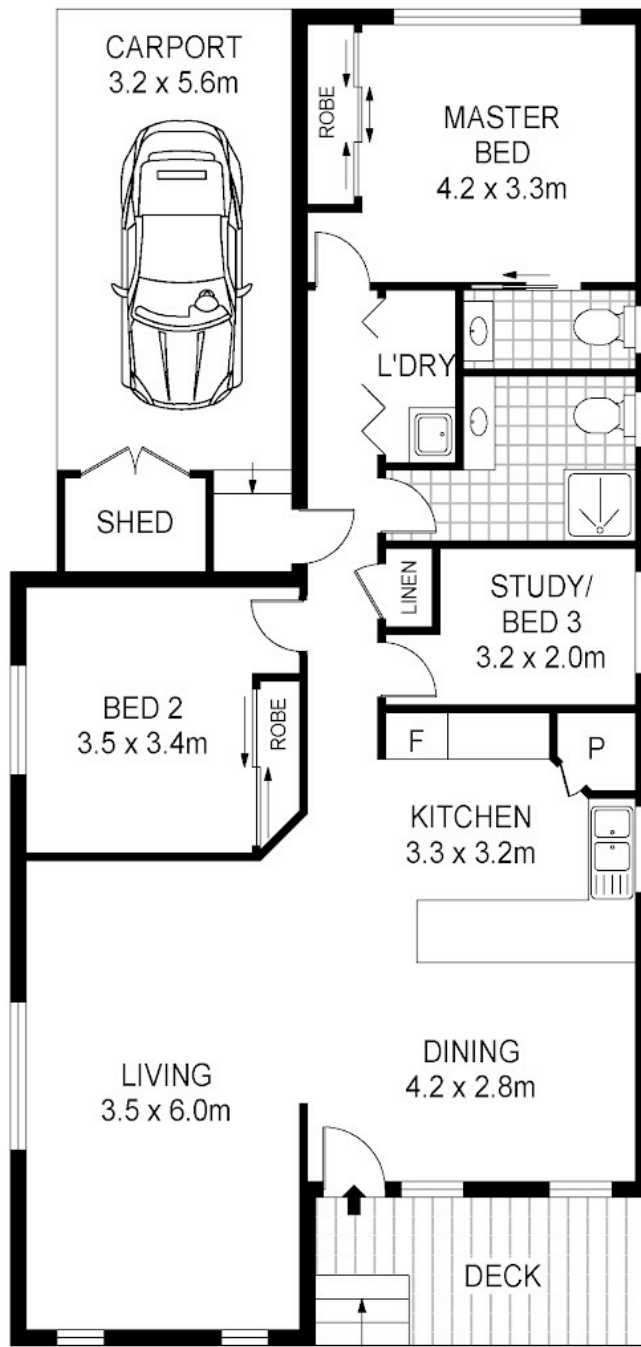 CARPORT
3.2 x 5.6m
ROBE
MASTER
BED
4.2 x 3.3m
L'DRY
SHED
LINEN
STUDY/
BED 3
3.2 x 2.0m
BED 2
3.5 x 3.4m
ROBE
F
P
KITCHEN
3.3 x 3.2m
LIVING
3.5 x 6.0m
DINING
4.2 x 2.8m
DECK